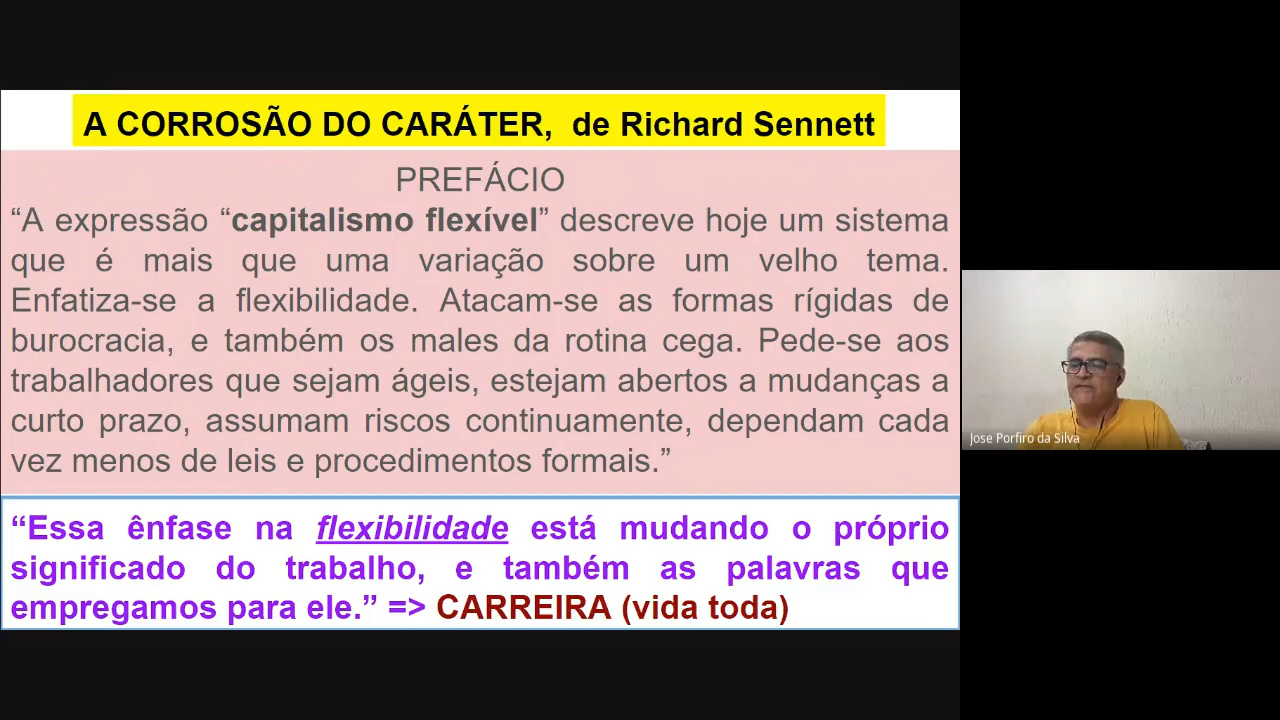 A CORROSÃO DO CARÁTER, de Richard Sennett
PREFÁCIO
“A expressão “capitalismo flexível” descreve hoje um sistema
que é mais que uma variação sobre um velho tema.
Enfatiza-se a flexibilidade. Atacam-se as formas rígidas de
burocracia, e também os males da rotina cega. Pede-se aos
trabalhadores que sejam ágeis, estejam abertos a mudanças a
curto prazo, assumam riscos continuamente, dependam cada
vez menos de leis e procedimentos formais.”
“Essa ênfase na flexibilidade está mudando o próprio
significado do trabalho, e também as palavras que
empregamos para ele.” => CARREIRA (vida toda)
Jose Porfiro da Silva